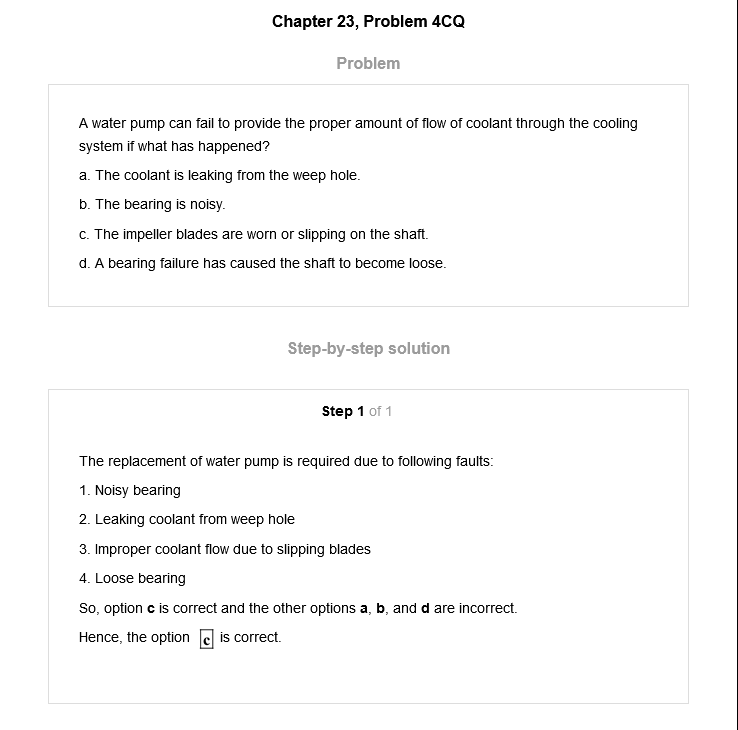 Chapter 23, Problem 4CQ
Problem
A water pump can fail to provide the proper amount of flow of coolant through the cooling
system if what has happened?
a. The coolant is leaking from the weep hole.
b. The bearing is noisy.
c. The impeller blades are worn or slipping on the shaft.
d. A bearing failure has caused the shaft to become loose.
Step-by-step solution
Step 1 of 1
The replacement of water pump is required due to following faults:
1. Noisy bearing
2. Leaking coolant from weep hole
3. Improper coolant flow due to slipping blades
4. Loose bearing
So, option c is correct and the other options a, b, and d are incorrect.
Hence, the option c is correct.